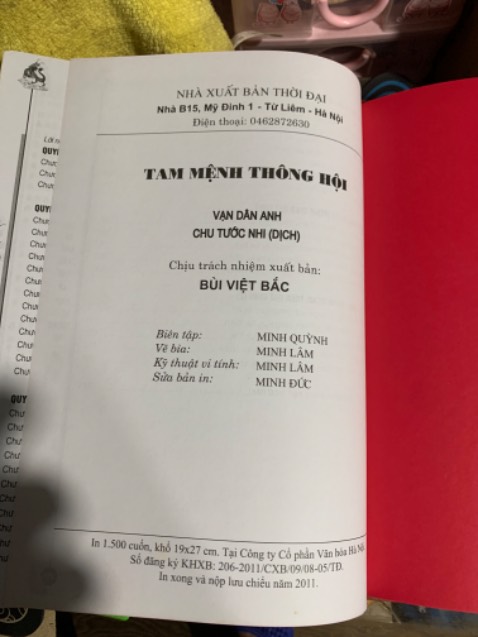 NHÀ XUẤT BẢN THỜI ĐẠI
Nhà B15, Mỹ Đình 1 - Từ Liêm - Hà Nội
Điện thoại: 0462872630
TAM MỆNH THÔNG HỘI
VẠN DÂN ANH
CHU TƯỚC NHI (DỊCH)
Chịu trách nhiệm xuất bản:
BÙI VIỆT BẮC
Biên tập: MINH QUỲNH
Vẽ bìa: MINH LÂM
Kỹ thuật vi tính: MINH LÂM
Sửa bản in: MINH ĐỨC
In 1.500 cuốn, khổ 19x27 cm. Tại Công ty Cổ phần Văn hóa Hà Nội
Số đăng ký KHXB: 206-2011/CXB/09/08-05/TĐ.
In xong và nộp lưu chiểu năm 2011.